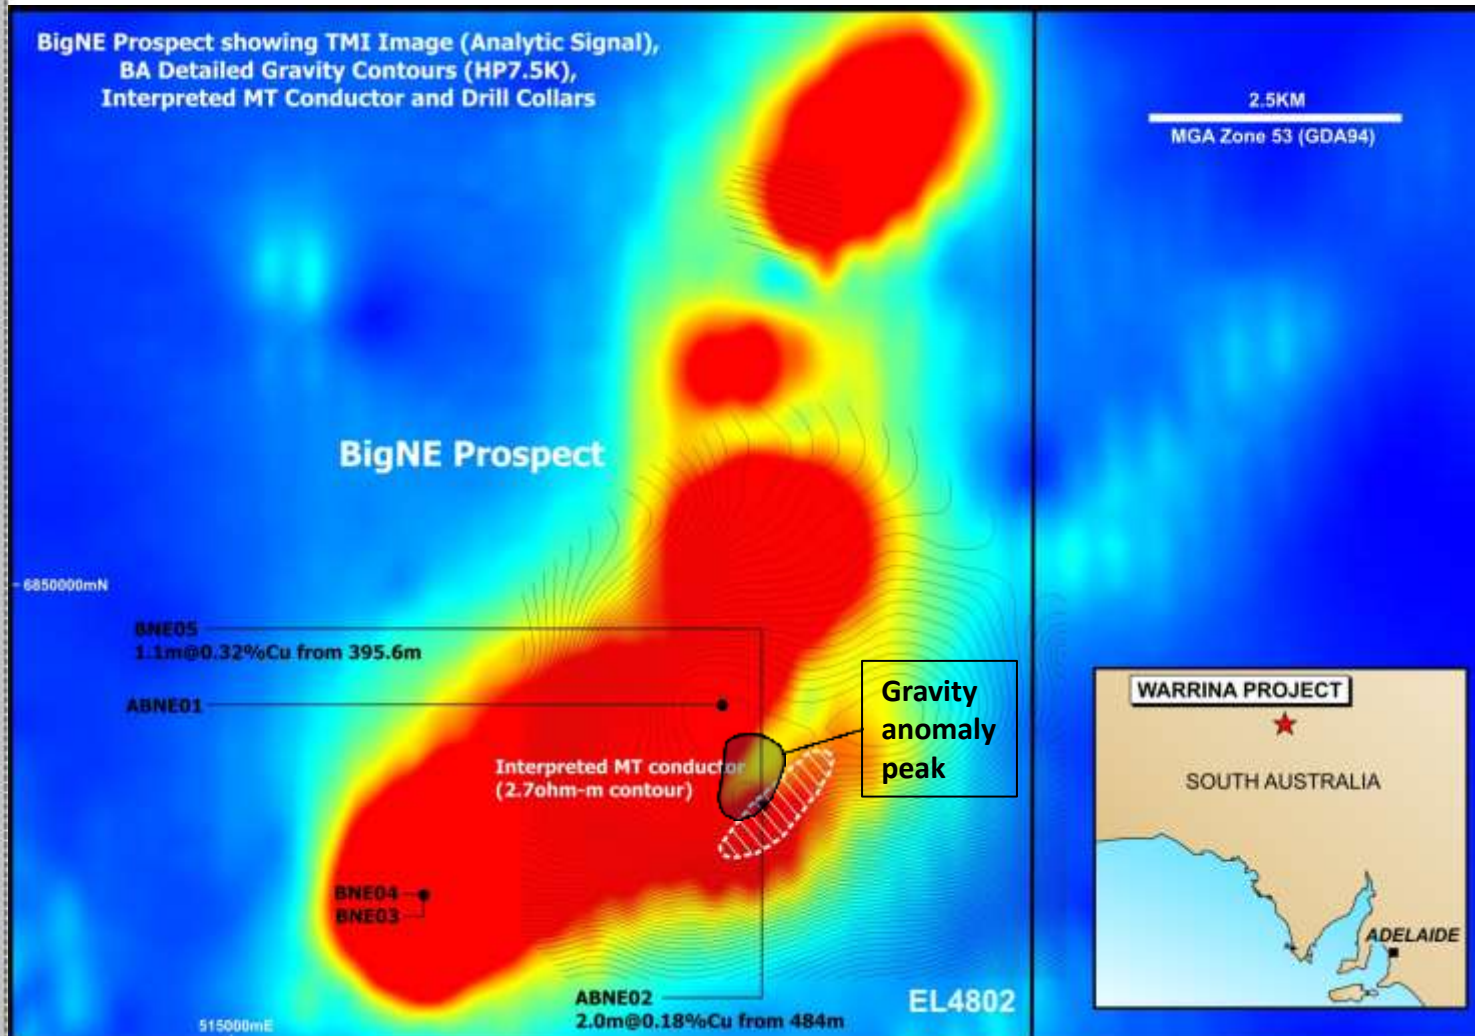 BigNE Prospect showing TMI Image (Analytic Signal),
BA Detailed Gravity Contours (HP7.5K),
Interpreted MT Conductor and Drill Collars
2.5KM
MGA Zone 53 (GDA94)
BigNE Prospect
6850000mN
BNE05
1.1m@0.32%Cu from 395.6m
ABNE01
Gravity
anomaly
peak
Interpreted MT conductor
(2.7ohm-m contour)
BNE04
BNE03
ABNE02
2.0m@0.18%Cu from 484m
EL4802
515000mE
WARRINA PROJECT
SOUTH AUSTRALIA
ADELAIDE